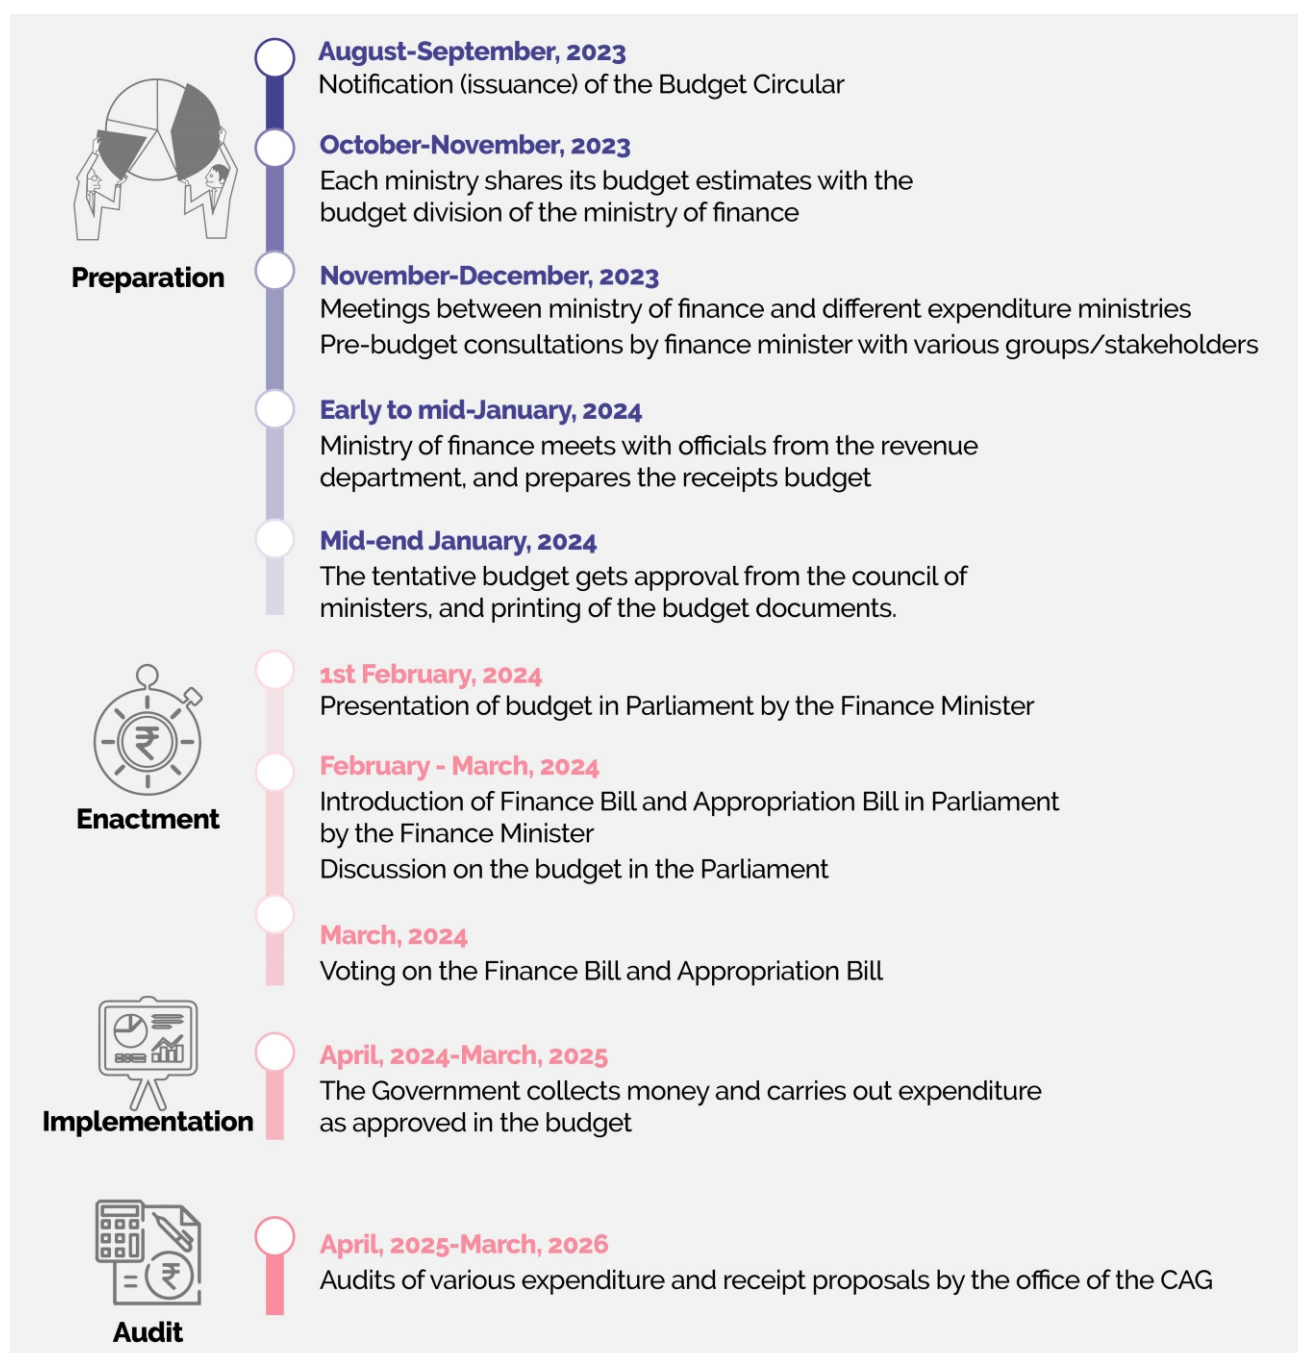 August-September, 2023
Notification (issuance) of the Budget Circular
October-November, 2023
Each ministry shares its budget estimates with the
budget division of the ministry of finance
Preparation
November-December, 2023
Meetings between ministry of finance and different expenditure ministries
Pre-budget consultations by finance minister with various groups/stakeholders
Early to mid-January, 2024
Ministry of finance meets with officials from the revenue
department, and prepares the receipts budget
Mid-end January, 2024
The tentative budget gets approval from the council of
ministers, and printing of the budget documents.
1st February, 2024
Presentation of budget in Parliament by the Finance Minister
₹
Enactment
February - March, 2024
Introduction of Finance Bill and Appropriation Bill in Parliament
by the Finance Minister
Discussion on the budget in the Parliament
March, 2024
Voting on the Finance Bill and Appropriation Bill
Implementation
April, 2024-March, 2025
The Government collects money and carries out expenditure
as approved in the budget
= ₹
Audit
April, 2025-March, 2026
Audits of various expenditure and receipt proposals by the office of the CAG